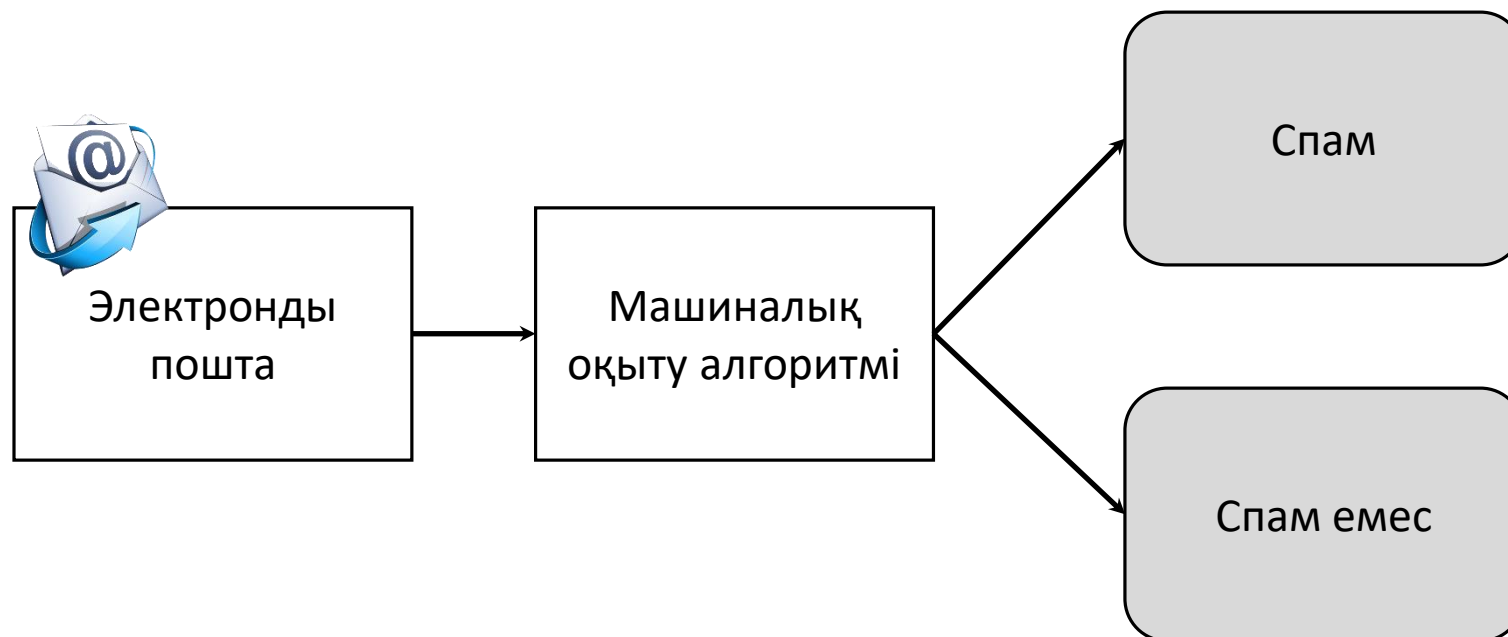 @
Электронды
пошта
Машиналық
оқыту алгоритмі
Спам
Спам емес